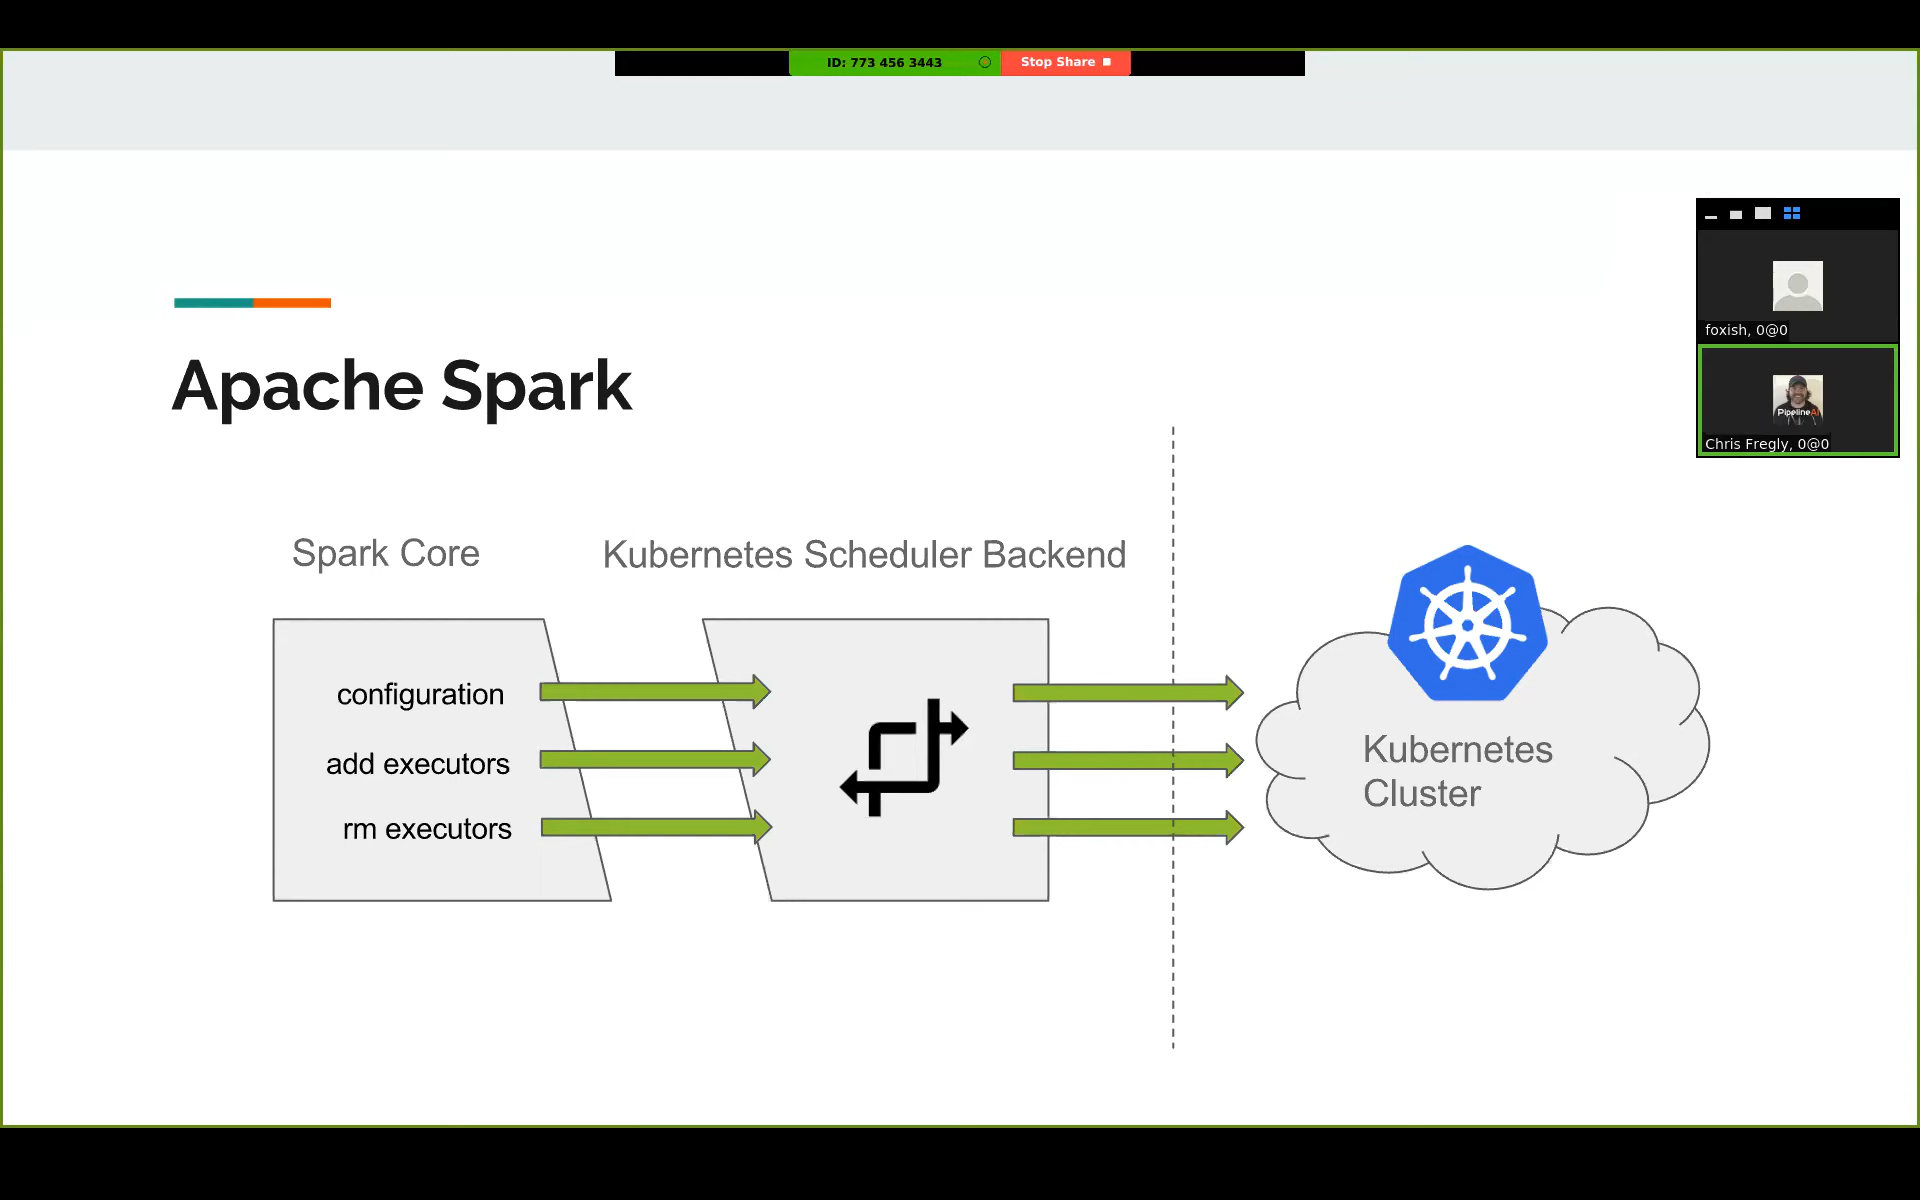 ID: 773 456 3443
Stop Share
foxish, 0@0
PipelineAI
Chris Fregly, 0@0
Apache Spark
Spark Core
Kubernetes Scheduler Backend
configuration
add executors
rm executors
Kubernetes
Cluster